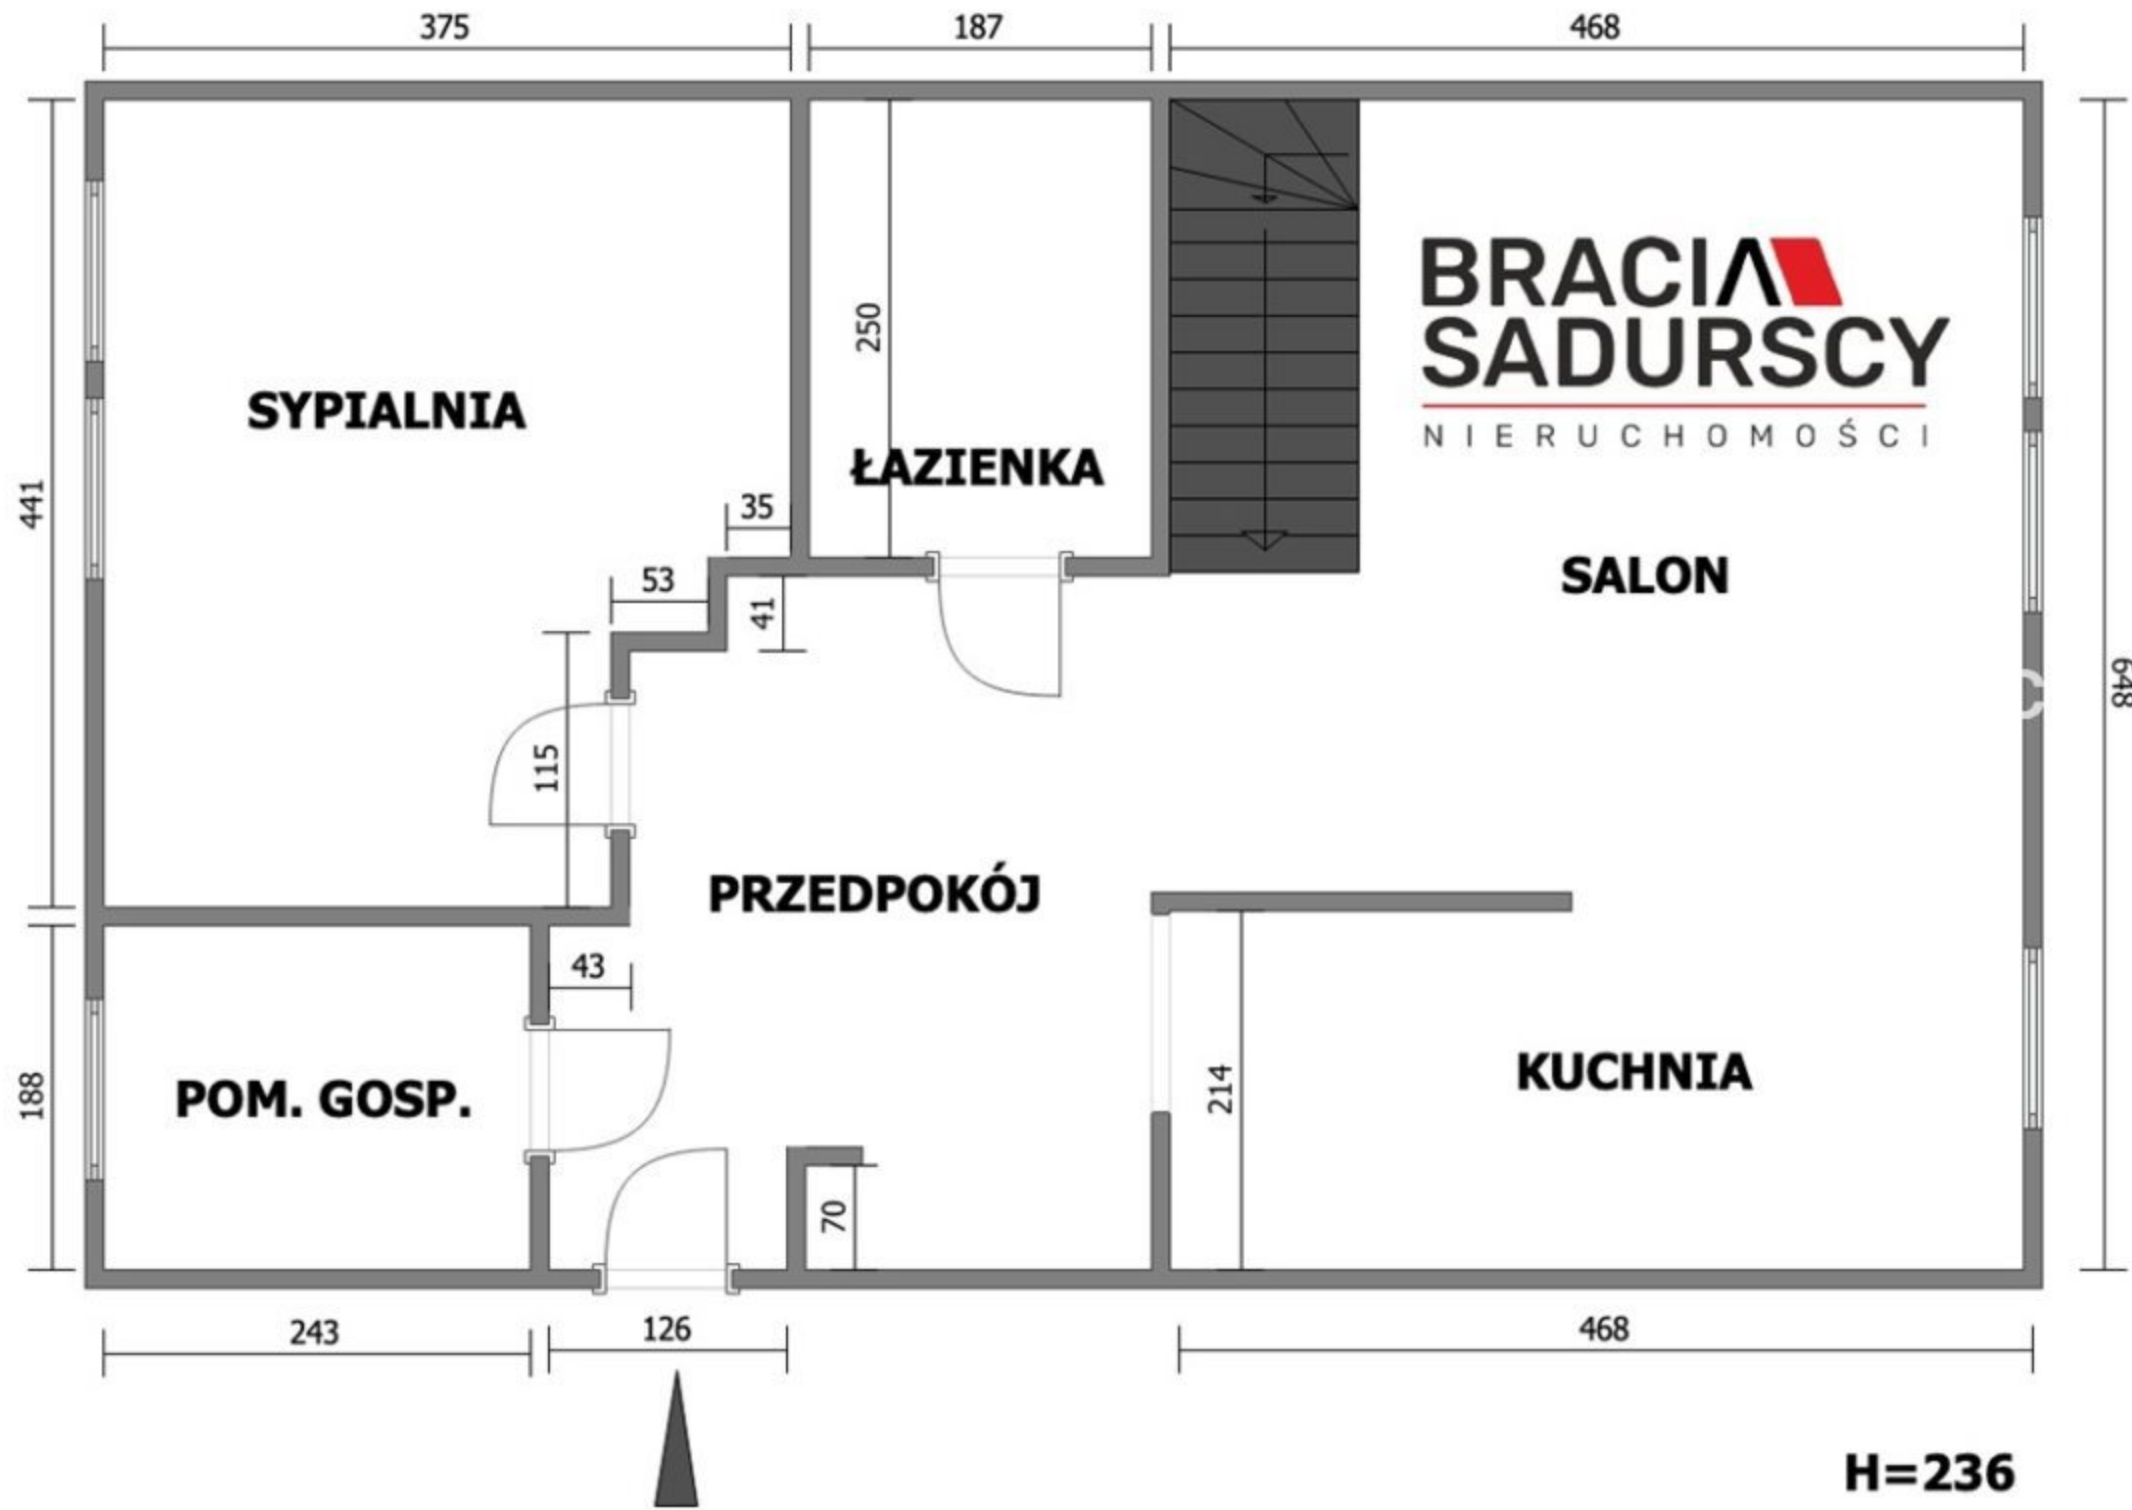 375
187
468
BRACIA
SADURSCY
NIERUCHOMOŚCI
250
SYPIALNIA
ŁAZIENKA
441
35
SALON
53
41
648
115
PRZEDPOKÓJ
43
188
POM. GOSP.
214
KUCHNIA
70
243
126
468
H=236